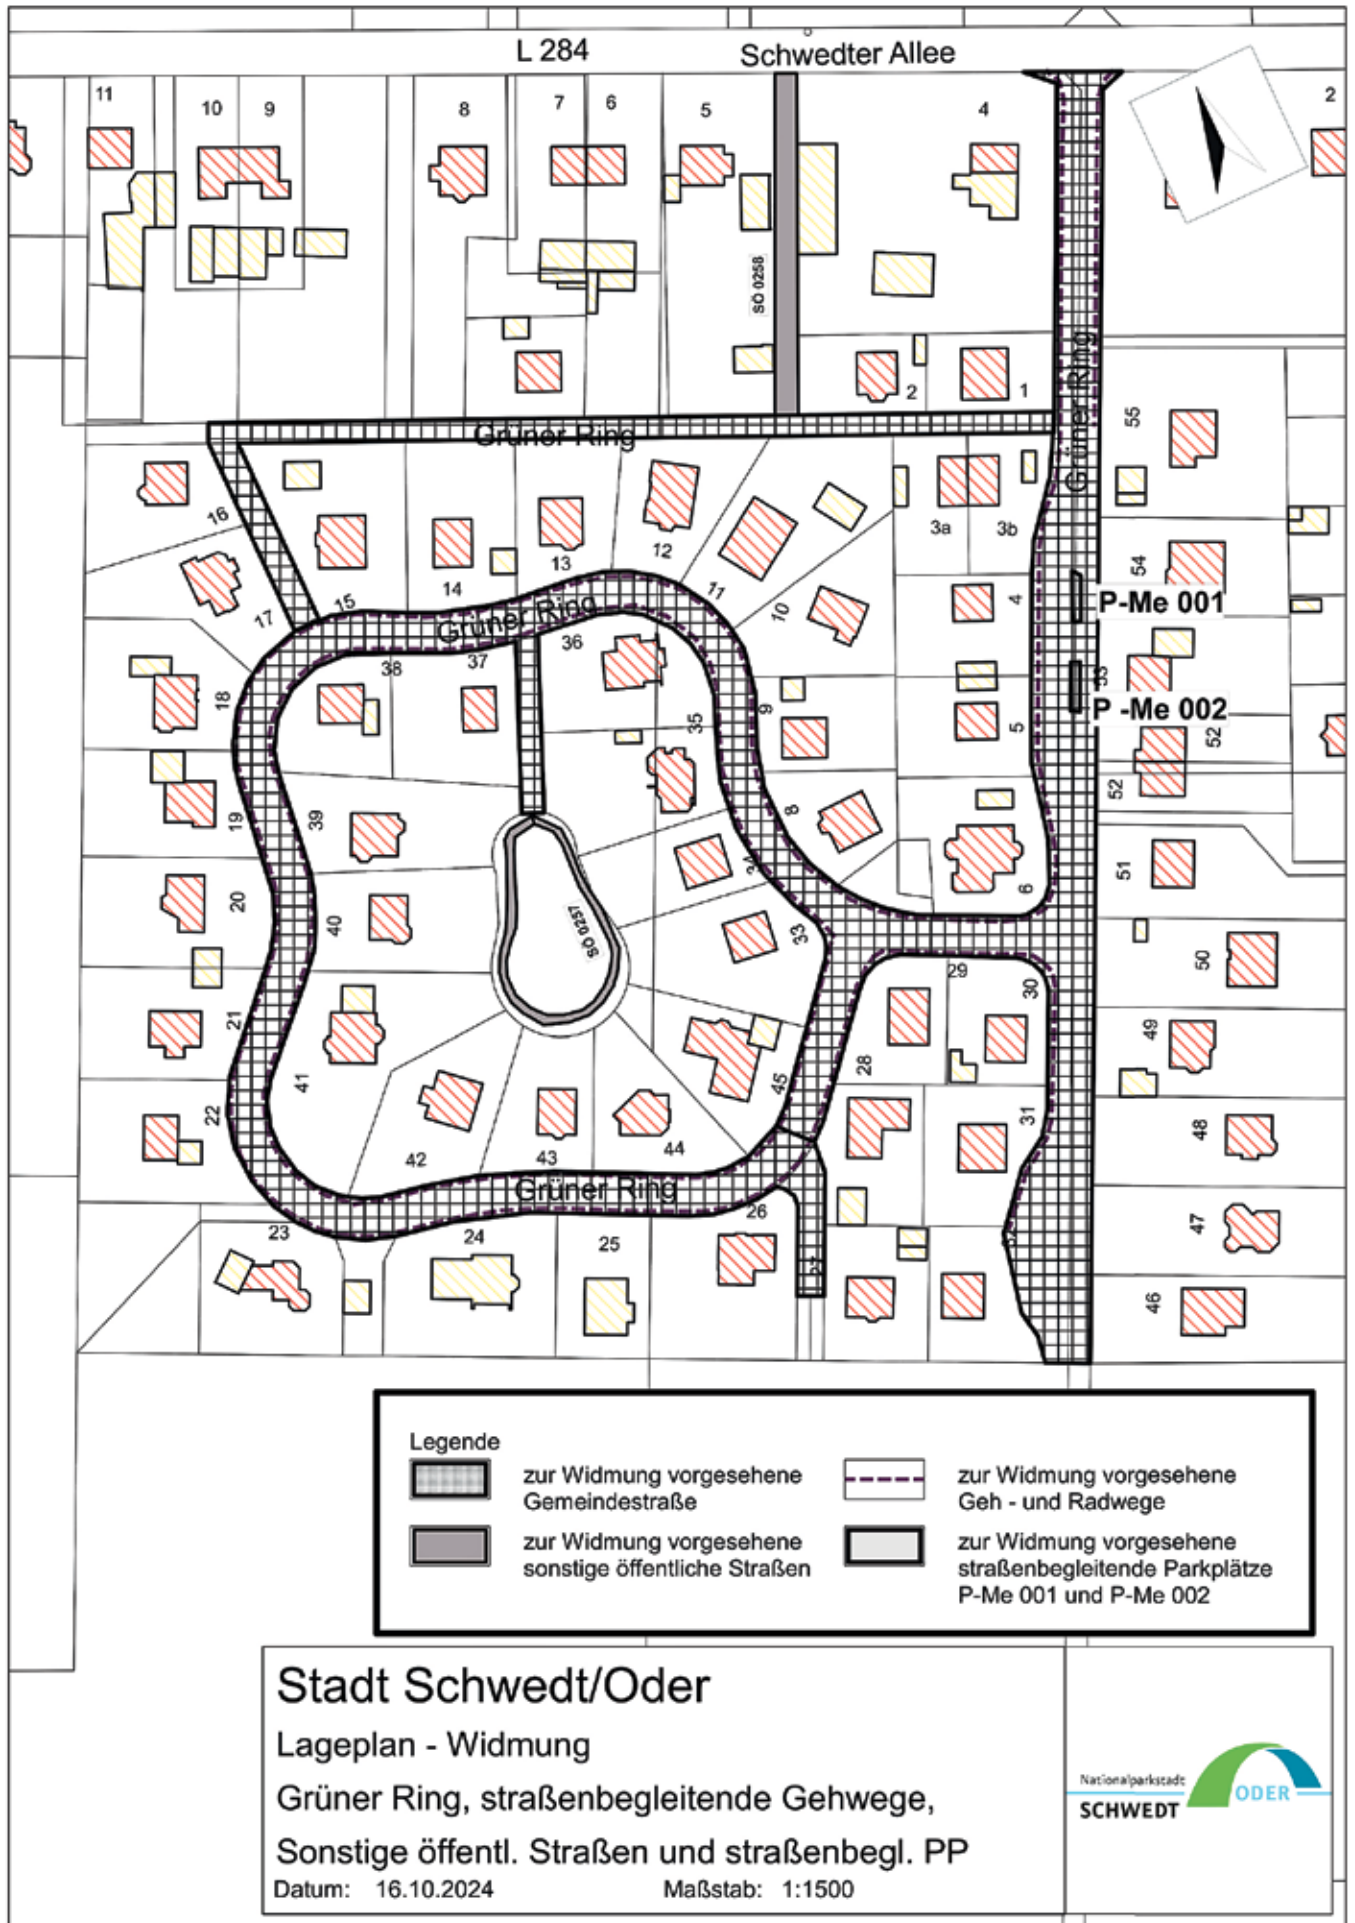 L 284
Schwedter Allee
11
10
9
8
7
6
5
4
2
SÖ 0258
Grüner Ring
2
1
55
Grüner Ring
16
3a
3b
12
13
14
15
11
10
54
4
P-Me 001
17
Grüner Ring
36
37
38
18
35
9
53
5
P -Me 002
52
52
19
39
8
34
51
6
20
40
SÖ 0257
33
29
30
50
21
49
41
28
45
22
31
48
42
43
44
Grüner Ring
26
47
23
24
25
32
27
46
Legende
zur Widmung vorgesehene
Gemeindestraße
zur Widmung vorgesehene
sonstige öffentliche Straßen
zur Widmung vorgesehene
Geh - und Radwege
zur Widmung vorgesehene
straßenbegleitende Parkplätze
P-Me 001 und P-Me 002
Stadt Schwedt/Oder
Lageplan - Widmung
Grüner Ring, straßenbegleitende Gehwege,
Sonstige öffentl. Straßen und straßenbegl. PP
Datum: 16.10.2024 Maßstab: 1:1500
Nationalparkstadt
SCHWEDT
ODER